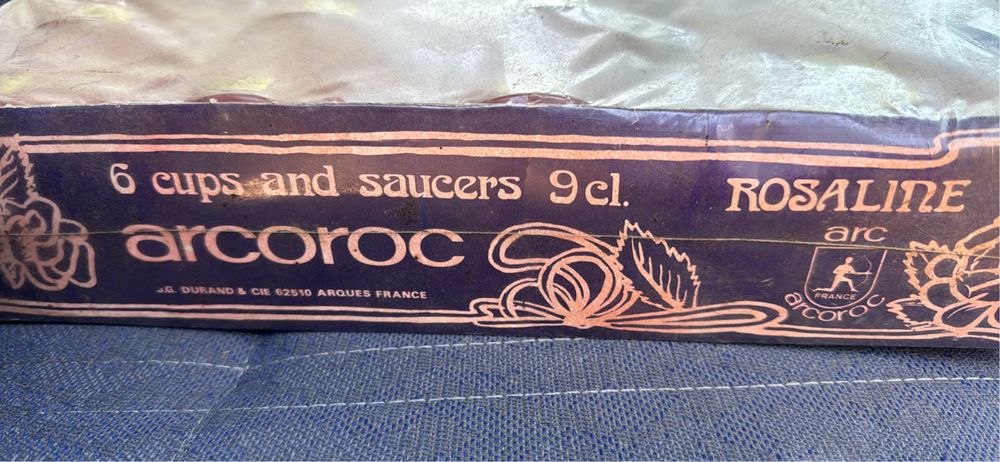 6 cups and saucers 9 cl.
ROSALINE
arcoroc
J.G. DURAND & CIE 62510 ARQUES FRANCE
arc
FRANCE
arcoroc